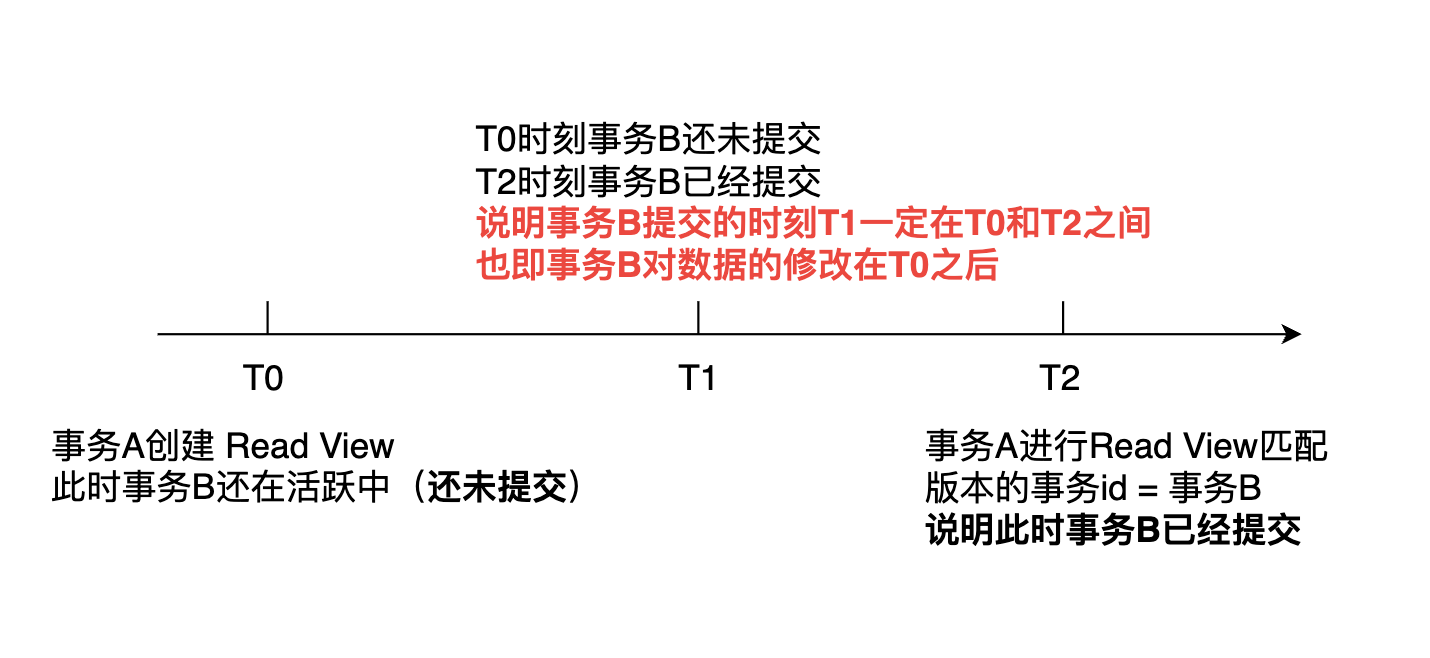 T0时刻事务B还未提交
T2时刻事务B已经提交
说明事务B提交的时刻T1一定在T0和T2之间
也即事务B对数据的修改在T0之后
T0
T1
T2
事务A创建 Read View
此时事务B还在活跃中（还未提交）
事务A进行Read View匹配
版本的事务id = 事务B
说明此时事务B已经提交